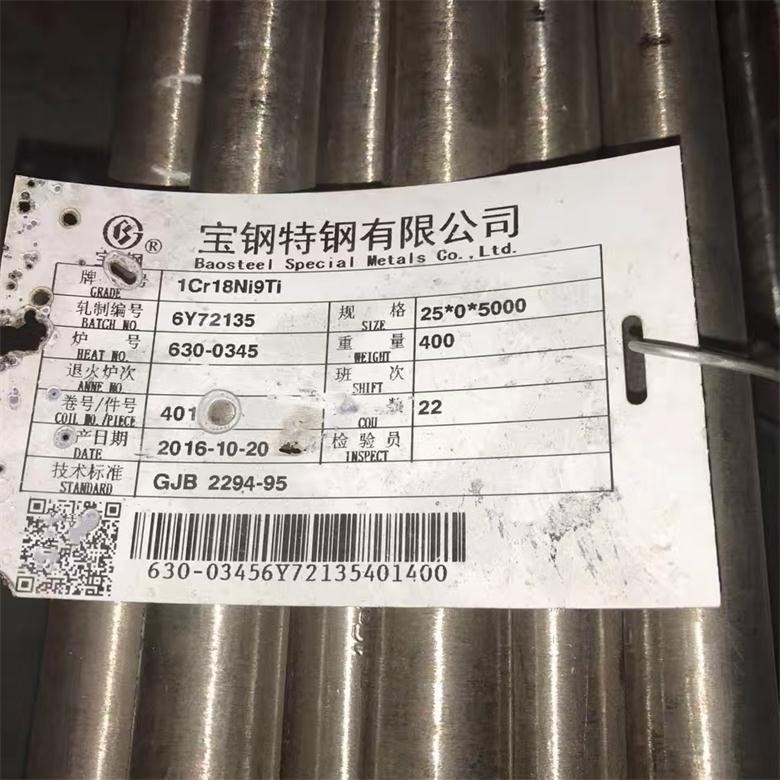 宝钢特钢有限公司
®
Baosteel Special Metals Co.,Ltd.
牌 号 1Cr18Ni9Ti
GRADE
轧制编号 6Y72135 规 格 25*0*5000
BATCH NO SIZE
炉 号 630-0345 重 量 400
HEAT NO. WEIGHT
退火炉次 班 次
ANNE NO. SHIFT
卷号/件号 401 数 22
COIL NO./PIECE COU
产日期 2016-10-20 检 验 员
DATE INSPECT
技术标准 GJB 2294-95
STANDARD
630-03456Y72135401400